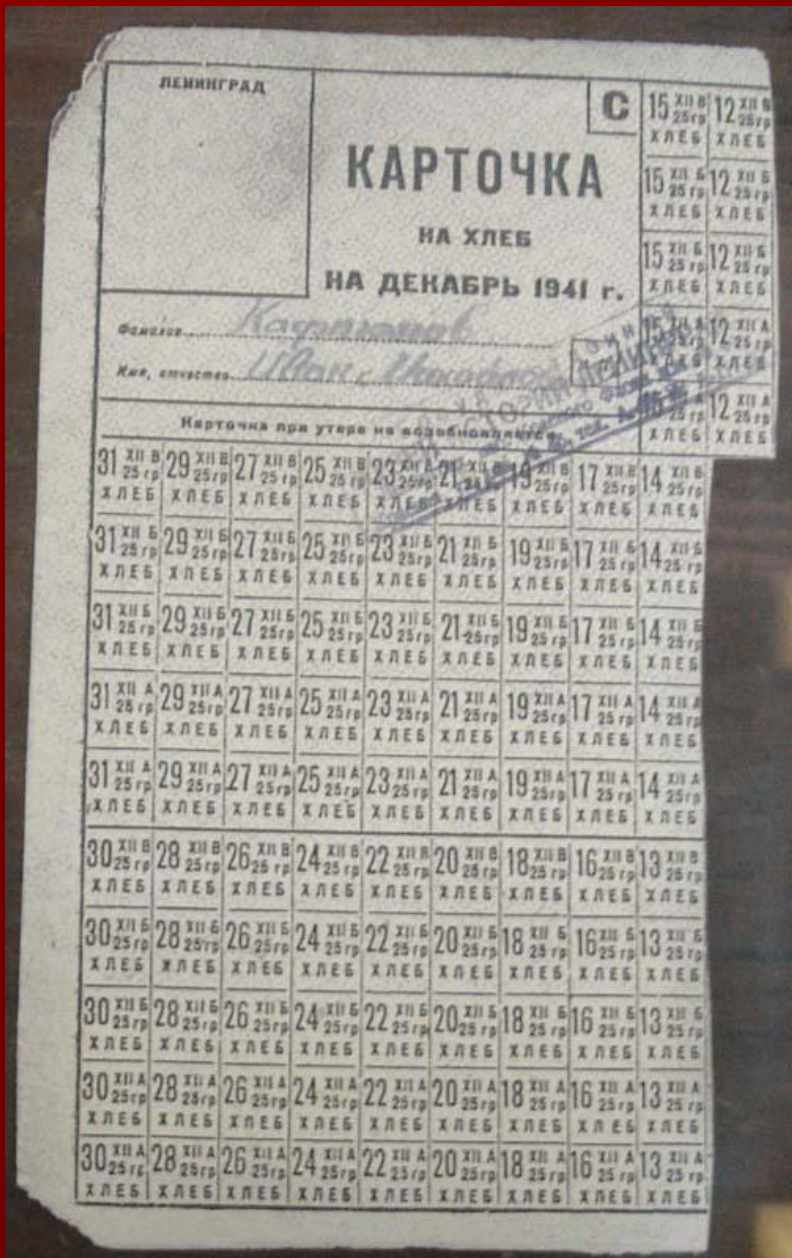 ЛЕНИНГРАД
С
КАРТОЧКА
НА ХЛЕБ
НА ДЕКАБРЬ 1941 г.
Фамилия
Имя, отчество Иван
Карточка при утере не возобновляется.
15 XII В 12 XII В
25 гр 25 гр
ХЛЕБ ХЛЕБ
15 XII Б 12 XII Б
25 гр 25 гр
ХЛЕБ ХЛЕБ
15 XII Б 12 XII Б
25 гр 25 гр
ХЛЕБ ХЛЕБ
12 XII А
25 гр
ХЛЕБ
12 XII А
25 гр
ХЛЕБ ХЛЕБ
31 XII В 29 XII В 27 XII В 25 XII В 23 XII В 21 XII В 19 XII В 17 XII В 14 XII В
25 гр 25 гр 25 гр 25 гр 25 гр 25 гр 25 гр 25 гр 25 гр
ХЛЕБ ХЛЕБ ХЛЕБ ХЛЕБ ХЛЕБ ХЛЕБ ХЛЕБ ХЛЕБ ХЛЕБ
31 XII Б 29 XII Б 27 XII Б 25 XII Б 23 XII Б 21 XII Б 19 XII Б 17 XII Б 14 XII Б
25 гр 25 гр 25 гр 25 гр 25 гр 25 гр 25 гр 25 гр 25 гр
ХЛЕБ ХЛЕБ ХЛЕБ ХЛЕБ ХЛЕБ ХЛЕБ ХЛЕБ ХЛЕБ ХЛЕБ
31 XII Б 29 XII Б 27 XII Б 25 XII Б 23 XII Б 21 XII Б 19 XII Б 17 XII Б 14 XII Б
25 гр 25 гр 25 гр 25 гр 25 гр 25 гр 25 гр 25 гр 25 гр
ХЛЕБ ХЛЕБ ХЛЕБ ХЛЕБ ХЛЕБ ХЛЕБ ХЛЕБ ХЛЕБ ХЛЕБ
31 XII А 29 XII А 27 XII А 25 XII А 23 XII А 21 XII А 19 XII А 17 XII А 14 XII А
25 гр 25 гр 25 гр 25 гр 25 гр 25 гр 25 гр 25 гр 25 гр
ХЛЕБ ХЛЕБ ХЛЕБ ХЛЕБ ХЛЕБ ХЛЕБ ХЛЕБ ХЛЕБ ХЛЕБ
31 XII А 29 XII А 27 XII А 25 XII А 23 XII А 21 XII А 19 XII А 17 XII А 14 XII А
25 гр 25 гр 25 гр 25 гр 25 гр 25 гр 25 гр 25 гр 25 гр
ХЛЕБ ХЛЕБ ХЛЕБ ХЛЕБ ХЛЕБ ХЛЕБ ХЛЕБ ХЛЕБ ХЛЕБ
30 XII В 28 XII В 26 XII В 24 XII В 22 XII В 20 XII В 18 XII В 16 XII В 13 XII В
25 гр 25 гр 25 гр 25 гр 25 гр 25 гр 25 гр 25 гр 25 гр
ХЛЕБ ХЛЕБ ХЛЕБ ХЛЕБ ХЛЕБ ХЛЕБ ХЛЕБ ХЛЕБ ХЛЕБ
30 XII Б 28 XII Б 26 XII Б 24 XII Б 22 XII Б 20 XII Б 18 XII Б 16 XII Б 13 XII Б
25 гр 25 гр 25 гр 25 гр 25 гр 25 гр 25 гр 25 гр 25 гр
ХЛЕБ ХЛЕБ ХЛЕБ ХЛЕБ ХЛЕБ ХЛЕБ ХЛЕБ ХЛЕБ ХЛЕБ
30 XII Б 28 XII Б 26 XII Б 24 XII Б 22 XII Б 20 XII Б 18 XII Б 16 XII Б 13 XII Б
25 гр 25 гр 25 гр 25 гр 25 гр 25 гр 25 гр 25 гр 25 гр
ХЛЕБ ХЛЕБ ХЛЕБ ХЛЕБ ХЛЕБ ХЛЕБ ХЛЕБ ХЛЕБ ХЛЕБ
30 XII А 28 XII А 26 XII А 24 XII А 22 XII А 20 XII А 18 XII А 16 XII А 13 XII А
25 гр 25 гр 25 гр 25 гр 25 гр 25 гр 25 гр 25 гр 25 гр
ХЛЕБ ХЛЕБ ХЛЕБ ХЛЕБ ХЛЕБ ХЛЕБ ХЛЕБ ХЛЕБ ХЛЕБ
30 XII А 28 XII А 26 XII А 24 XII А 22 XII А 20 XII А 18 XII А 16 XII А 13 XII А
25 гр 25 гр 25 гр 25 гр 25 гр 25 гр 25 гр 25 гр 25 гр
ХЛЕБ ХЛЕБ ХЛЕБ ХЛЕБ ХЛЕБ ХЛЕБ ХЛЕБ ХЛЕБ ХЛЕБ